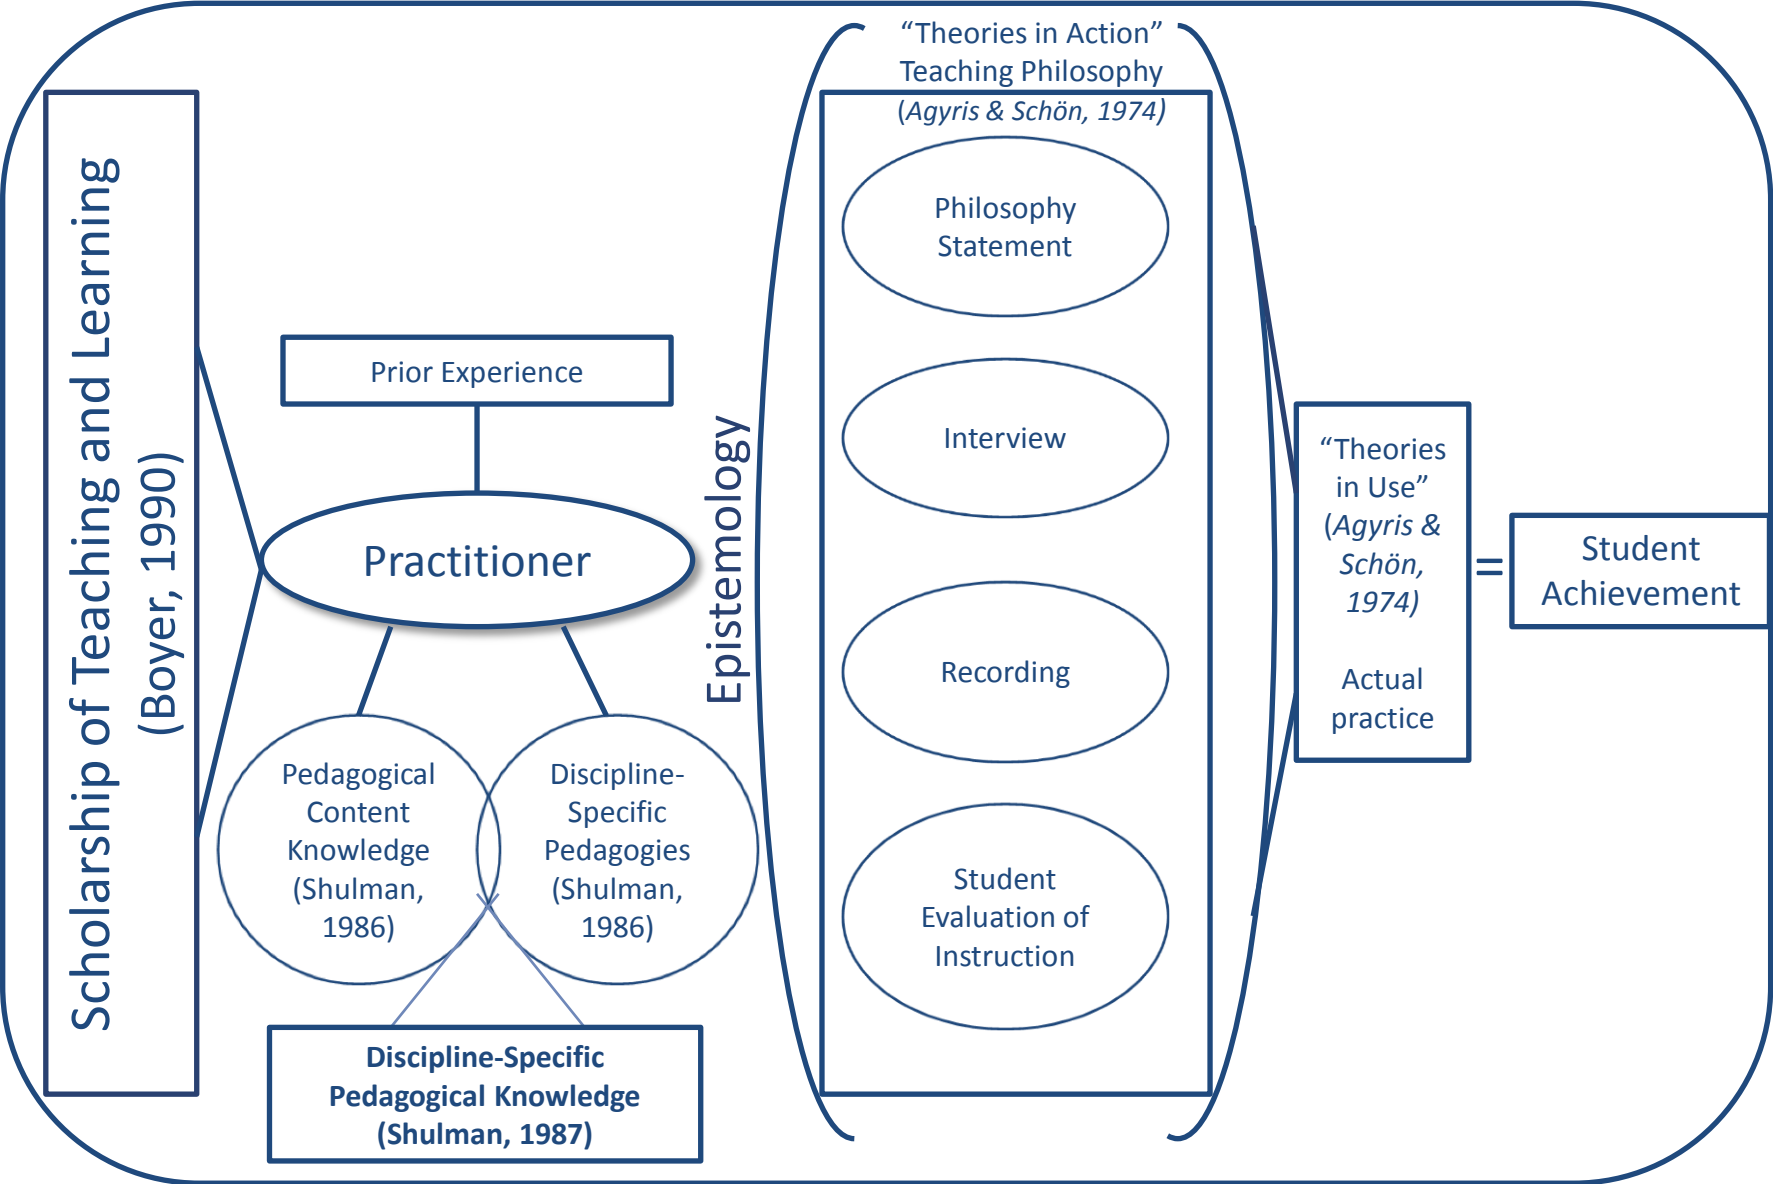 Scholarship of Teaching and Learning
(Boyer, 1990)
Prior Experience
Practitioner
Pedagogical
Content
Knowledge
(Shulman,
1986)
Discipline-
Specific
Pedagogies
(Shulman,
1986)
Discipline-Specific
Pedagogical Knowledge
(Shulman, 1987)
Epistemology
“Theories in Action”
Teaching Philosophy
(Agyris & Schön, 1974)
Philosophy
Statement
Interview
Recording
Student
Evaluation of
Instruction
“Theories
in Use”
(Agyris &
Schön,
1974)
Actual
practice
=
Student
Achievement